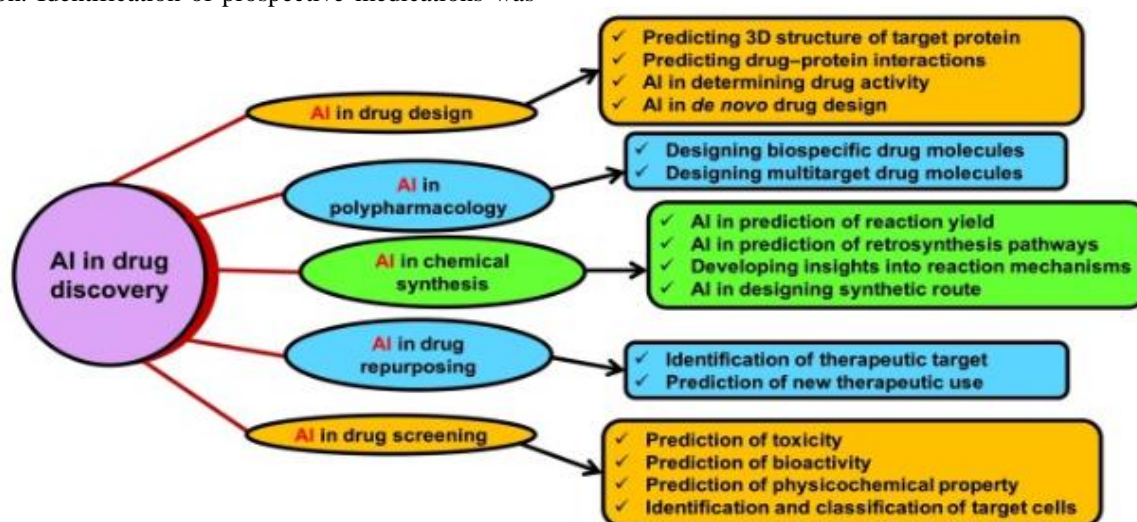 Identification of prospective medications was
Predicting 3D structure of target protein
Predicting drug–protein interactions
AI in determining drug activity
AI in de novo drug design
AI in drug design
Designing biospecific drug molecules
Designing multitarget drug molecules
AI in
polypharmacology
AI in prediction of reaction yield
AI in prediction of retrosynthesis pathways
Developing insights into reaction mechanisms
AI in designing synthetic route
AI in drug
discovery
AI in chemical
synthesis
AI in drug
repurposing
Identification of therapeutic target
Prediction of new therapeutic use
AI in drug screening
Prediction of toxicity
Prediction of bioactivity
Prediction of physicochemical property
Identification and classification of target cells